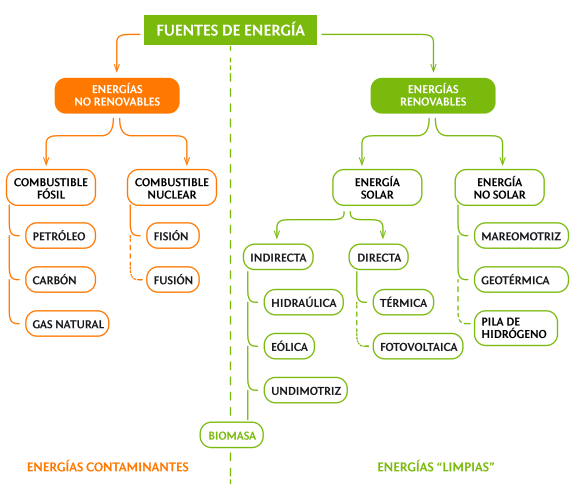 FUENTES DE ENERGÍA
ENERGÍAS
NO RENOVABLES
ENERGÍAS
RENOVABLES
COMBUSTIBLE
FÓSIL
COMBUSTIBLE
NUCLEAR
ENERGÍA
SOLAR
ENERGÍA
NO SOLAR
PETRÓLEO
FISIÓN
MAREOMOTRIZ
INDIRECTA
DIRECTA
CARBÓN
FUSIÓN
GEOTÉRMICA
HIDRAÚLICA
TÉRMICA
GAS NATURAL
PILA DE
HIDRÓGENO
EÓLICA
FOTOVOLTAICA
UNDIMOTRIZ
BIOMASA
ENERGÍAS CONTAMINANTES
ENERGÍAS “LIMPIAS”